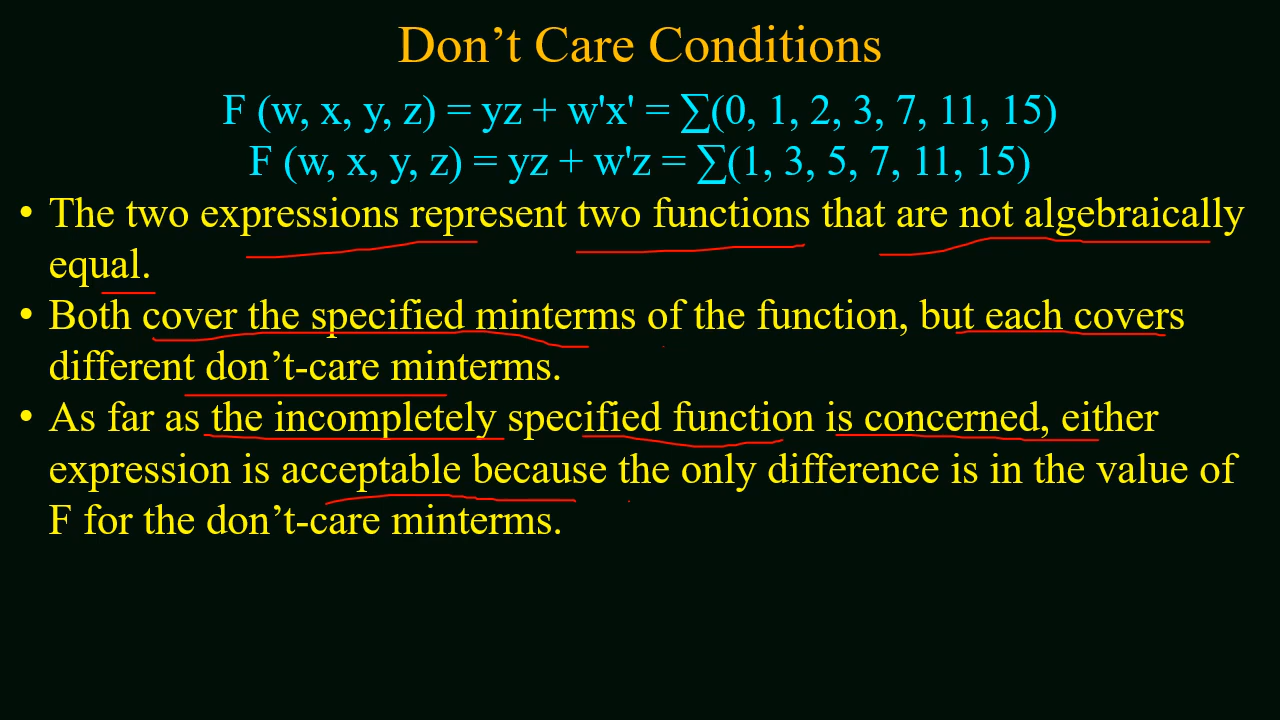 Don’t Care Conditions
F (w, x, y, z) = yz + w'x' = ∑(0, 1, 2, 3, 7, 11, 15)
F (w, x, y, z) = yz + w'z = ∑(1, 3, 5, 7, 11, 15)
• The two expressions represent two functions that are not algebraically
equal.
• Both cover the specified minterms of the function, but each covers
different don’t-care minterms.
• As far as the incompletely specified function is concerned, either
expression is acceptable because the only difference is in the value of
F for the don’t-care minterms.